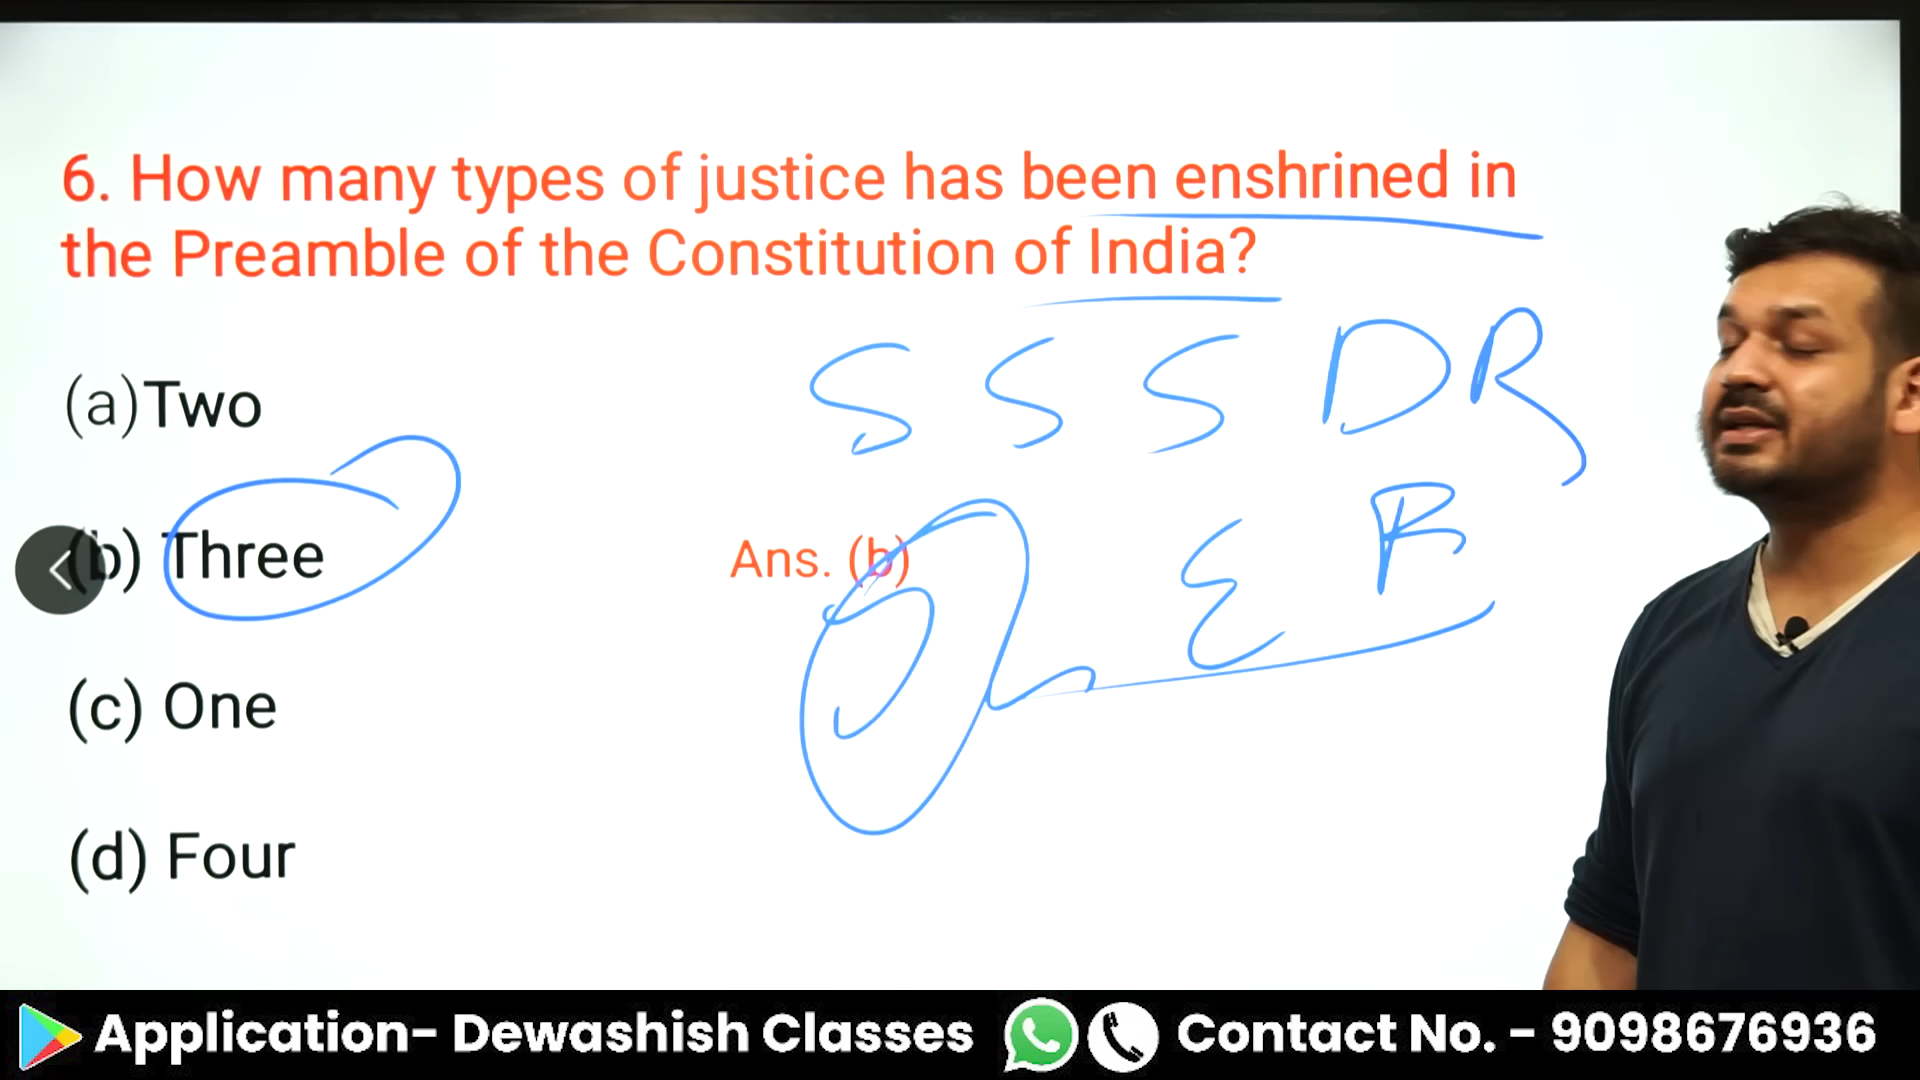 6. How many types of justice has been enshrined in
the Preamble of the Constitution of India?
S S S D R
(a) Two
(b) Three
Ans. (b)
J L E F
(c) One
(d) Four
Application- Dewashish Classes
Contact No. - 9098676936